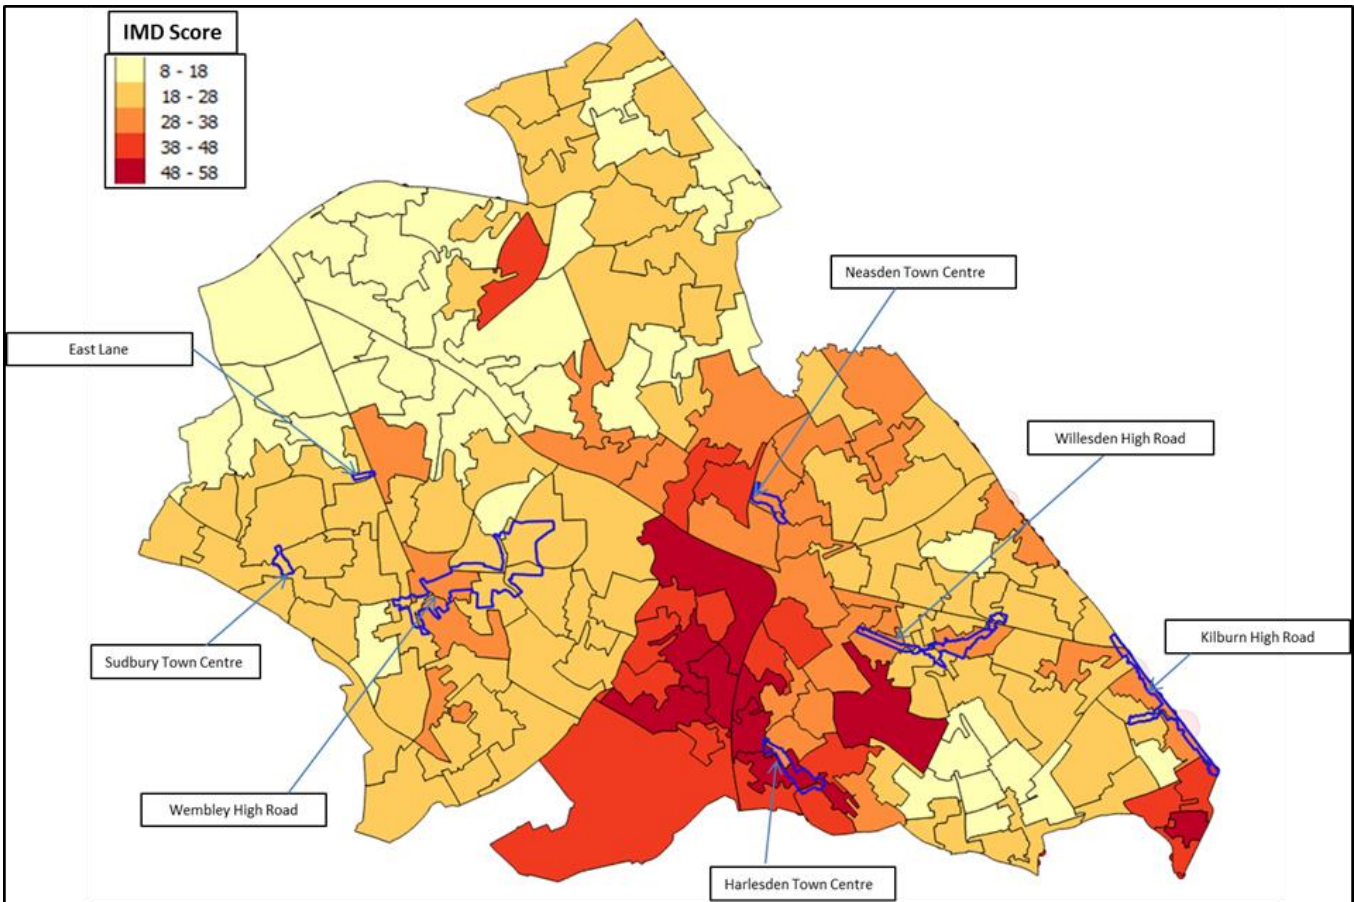 IMD Score
8 - 18
18 - 28
28 - 38
38 - 48
48 - 58
Neasden Town Centre
East Lane
Willesden High Road
Kilburn High Road
Sudbury Town Centre
Wembley High Road
Harlesden Town Centre